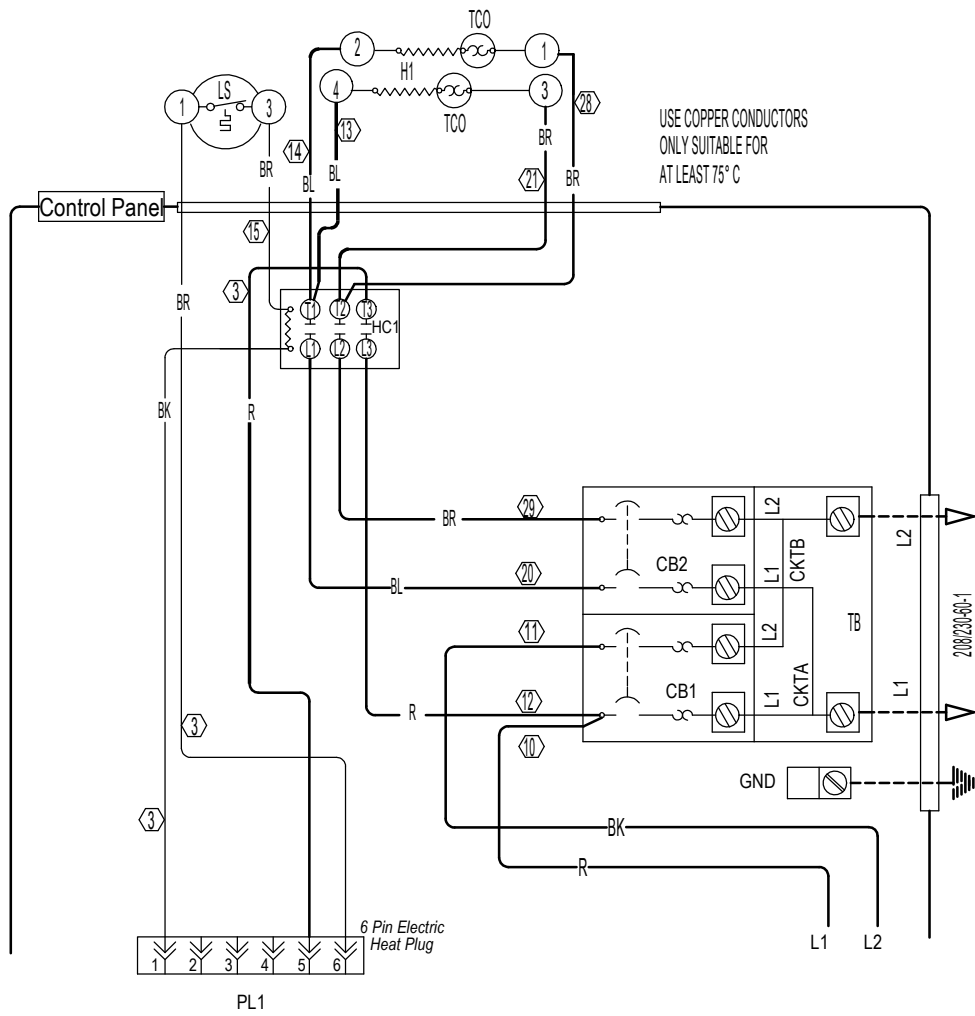 TCO
2
1
H1
LS
1
3
4
3
28
13
TCO
USE COPPER CONDUCTORS
ONLY SUITABLE FOR
AT LEAST 75° C
14
BR
BR
BL
BL
21
BR
Control Panel
15
3
BR
T1
T2
T3
HC1
L1
L2
L3
BK
R
29
BR
L2
L2
CB2
CKTB
20
BL
L1
TB
208/230-60-1
11
L2
CB1
CKTA
L1
12
R
L1
10
3
GND
3
BK
R
6 Pin Electric
Heat Plug
L1
L2
1
2
3
4
5
6
PL1